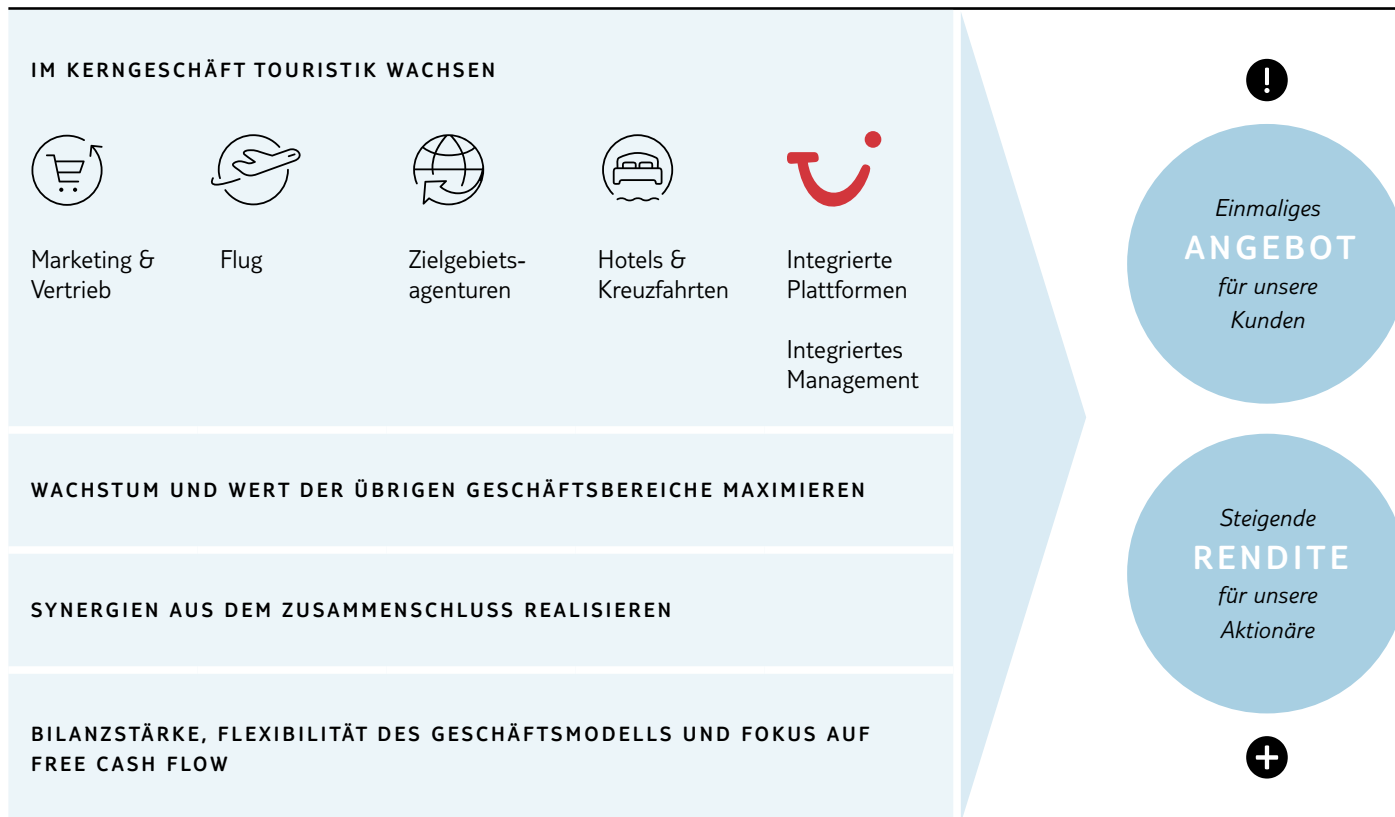 IM KERNGESCHÄFT TOURISTIK WACHSEN
Marketing &
Vertrieb
Flug
Zielgebiets-
agenturen
Hotels &
Kreuzfahrten
Integrierte
Plattformen
Integriertes
Management
WACHSTUM UND WERT DER ÜBRIGEN GESCHÄFTSBEREICHE MAXIMIEREN
SYNERGIEN AUS DEM ZUSAMMENSCHLUSS REALISIEREN
BILANZSTÄRKE, FLEXIBILITÄT DES GESCHÄFTSMODELLS UND FOKUS AUF
FREE CASH FLOW
Einmaliges
ANGEBOT
für unsere
Kunden
Steigende
RENDITE
für unsere
Aktionäre